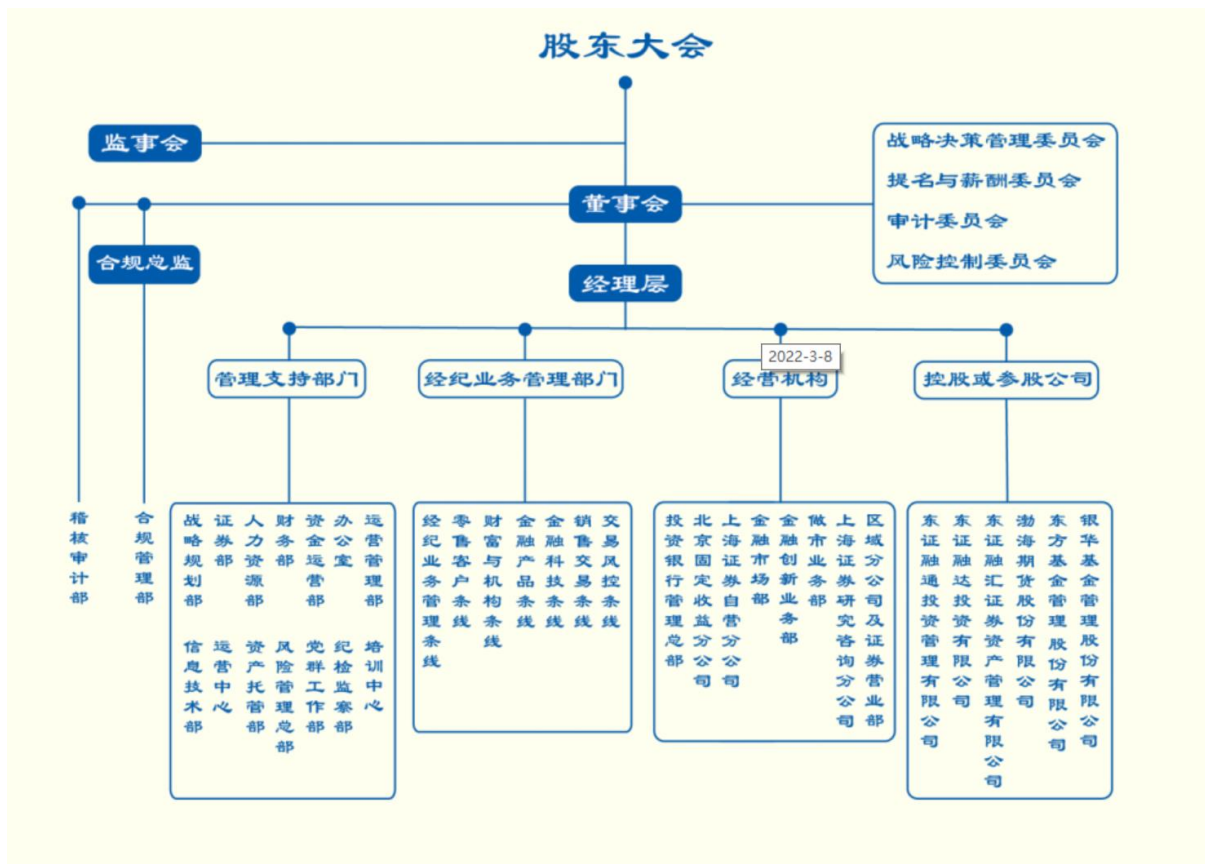 股东大会
监事会
战略决策管理委员会
提名与薪酬委员会
审计委员会
风险控制委员会
董事会
合规总监
经理层
2022-3-8
管理支持部门
经纪业务管理部门
经营机构
控股或参股公司
稽核审计部
合规管理部
战略规划部
证券部
人力资源部
财务部
资金运营部
办公室
运营管理部
信息技术部
运营中心
资产托管部
风险管理总部
党群工作部
纪检监察部
培训中心
经纪业务管理条线
零售客户条线
财富与机构条线
金融产品条线
金融科技条线
销售交易条线
交易风控条线
投资银行管理总部
北京固定收益分公司
上海证券自营分公司
金融市场部
金融创新业务部
做市业务部
上海证券研究咨询分公司
区域分公司及证券营业部
东证融通投资管理有限公司
东证融达投资有限公司
东证融汇证券资产管理有限公司
渤海期货股份有限公司
东方基金管理股份有限公司
银华基金管理股份有限公司